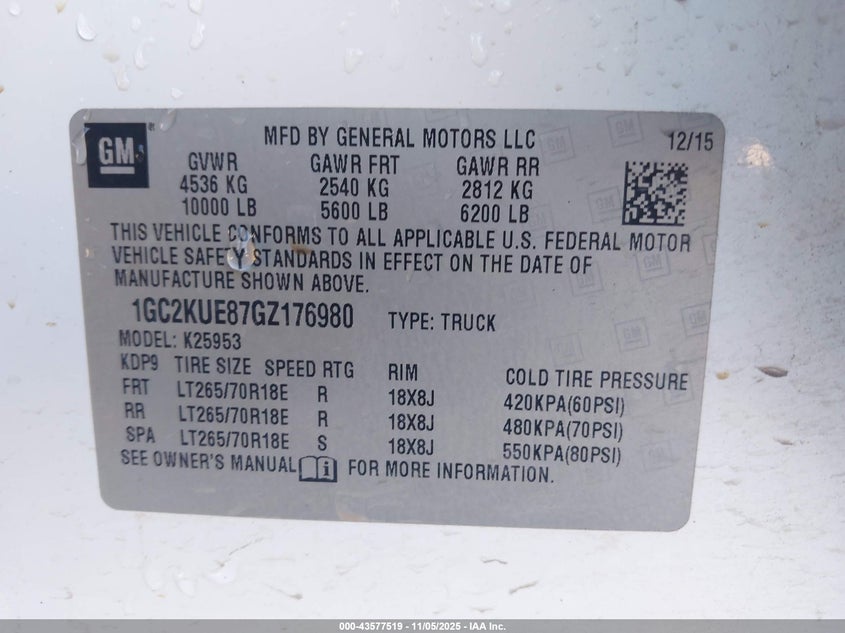 GM
MFD BY GENERAL MOTORS LLC 12/15
GVWR GAWR FRT GAWR RR
4536 KG 2540 KG 2812 KG
10000 LB 5600 LB 6200 LB
THIS VEHICLE CONFORMS TO ALL APPLICABLE U.S. FEDERAL MOTOR
VEHICLE SAFETY STANDARDS IN EFFECT ON THE DATE OF
MANUFACTURE SHOWN ABOVE.
1GC2KUE87GZ176980 TYPE: TRUCK
MODEL: K25953
KDP9 TIRE SIZE SPEED RTG RIM COLD TIRE PRESSURE
FRT LT265/70R18E R 18X8J 420KPA(60PSI)
RR LT265/70R18E R 18X8J 480KPA(70PSI)
SPA LT265/70R18E S 18X8J 550KPA(80PSI)
SEE OWNER'S MANUAL i FOR MORE INFORMATION.
000-43577519 - 11/05/2025 - IAA Inc.